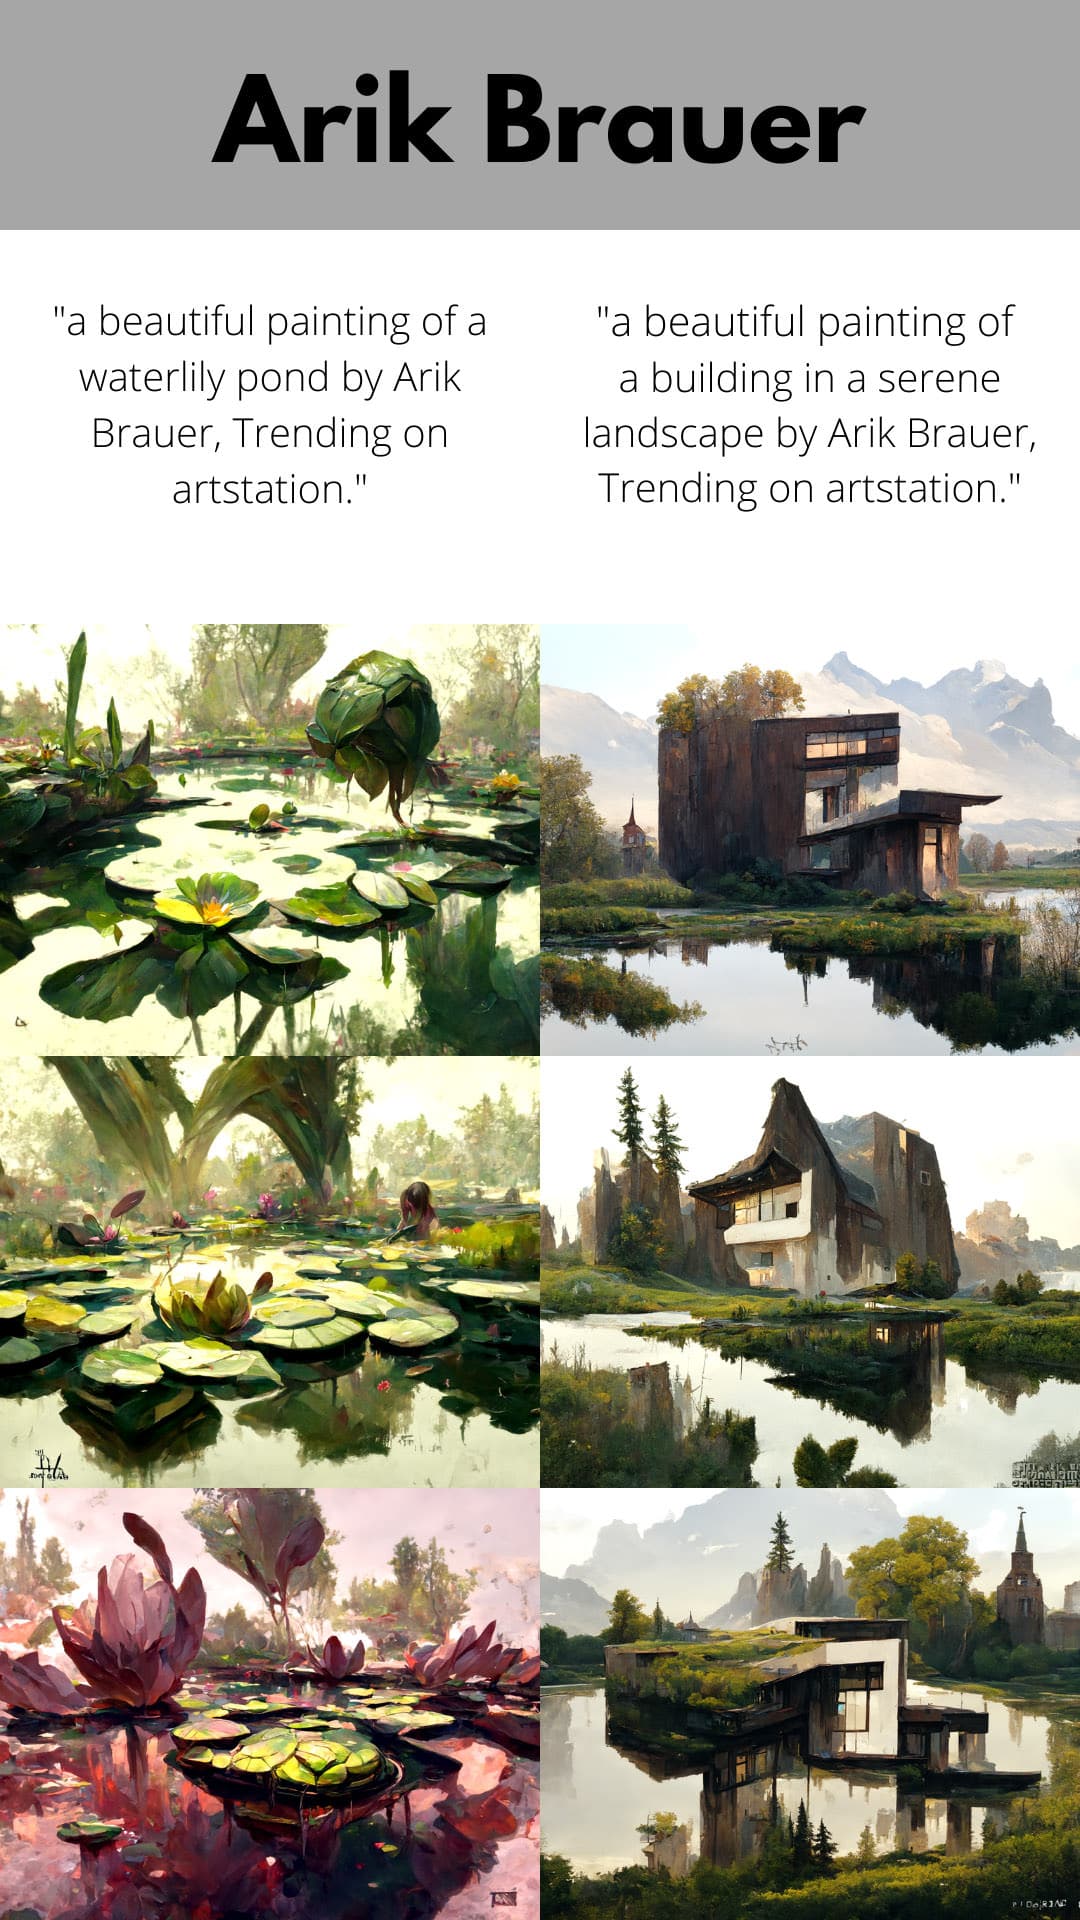 Arik Brauer
"a beautiful painting of a
waterlily pond by Arik
Brauer, Trending on
artstation."
"a beautiful painting of
a building in a serene
landscape by Arik Brauer,
Trending on artstation."